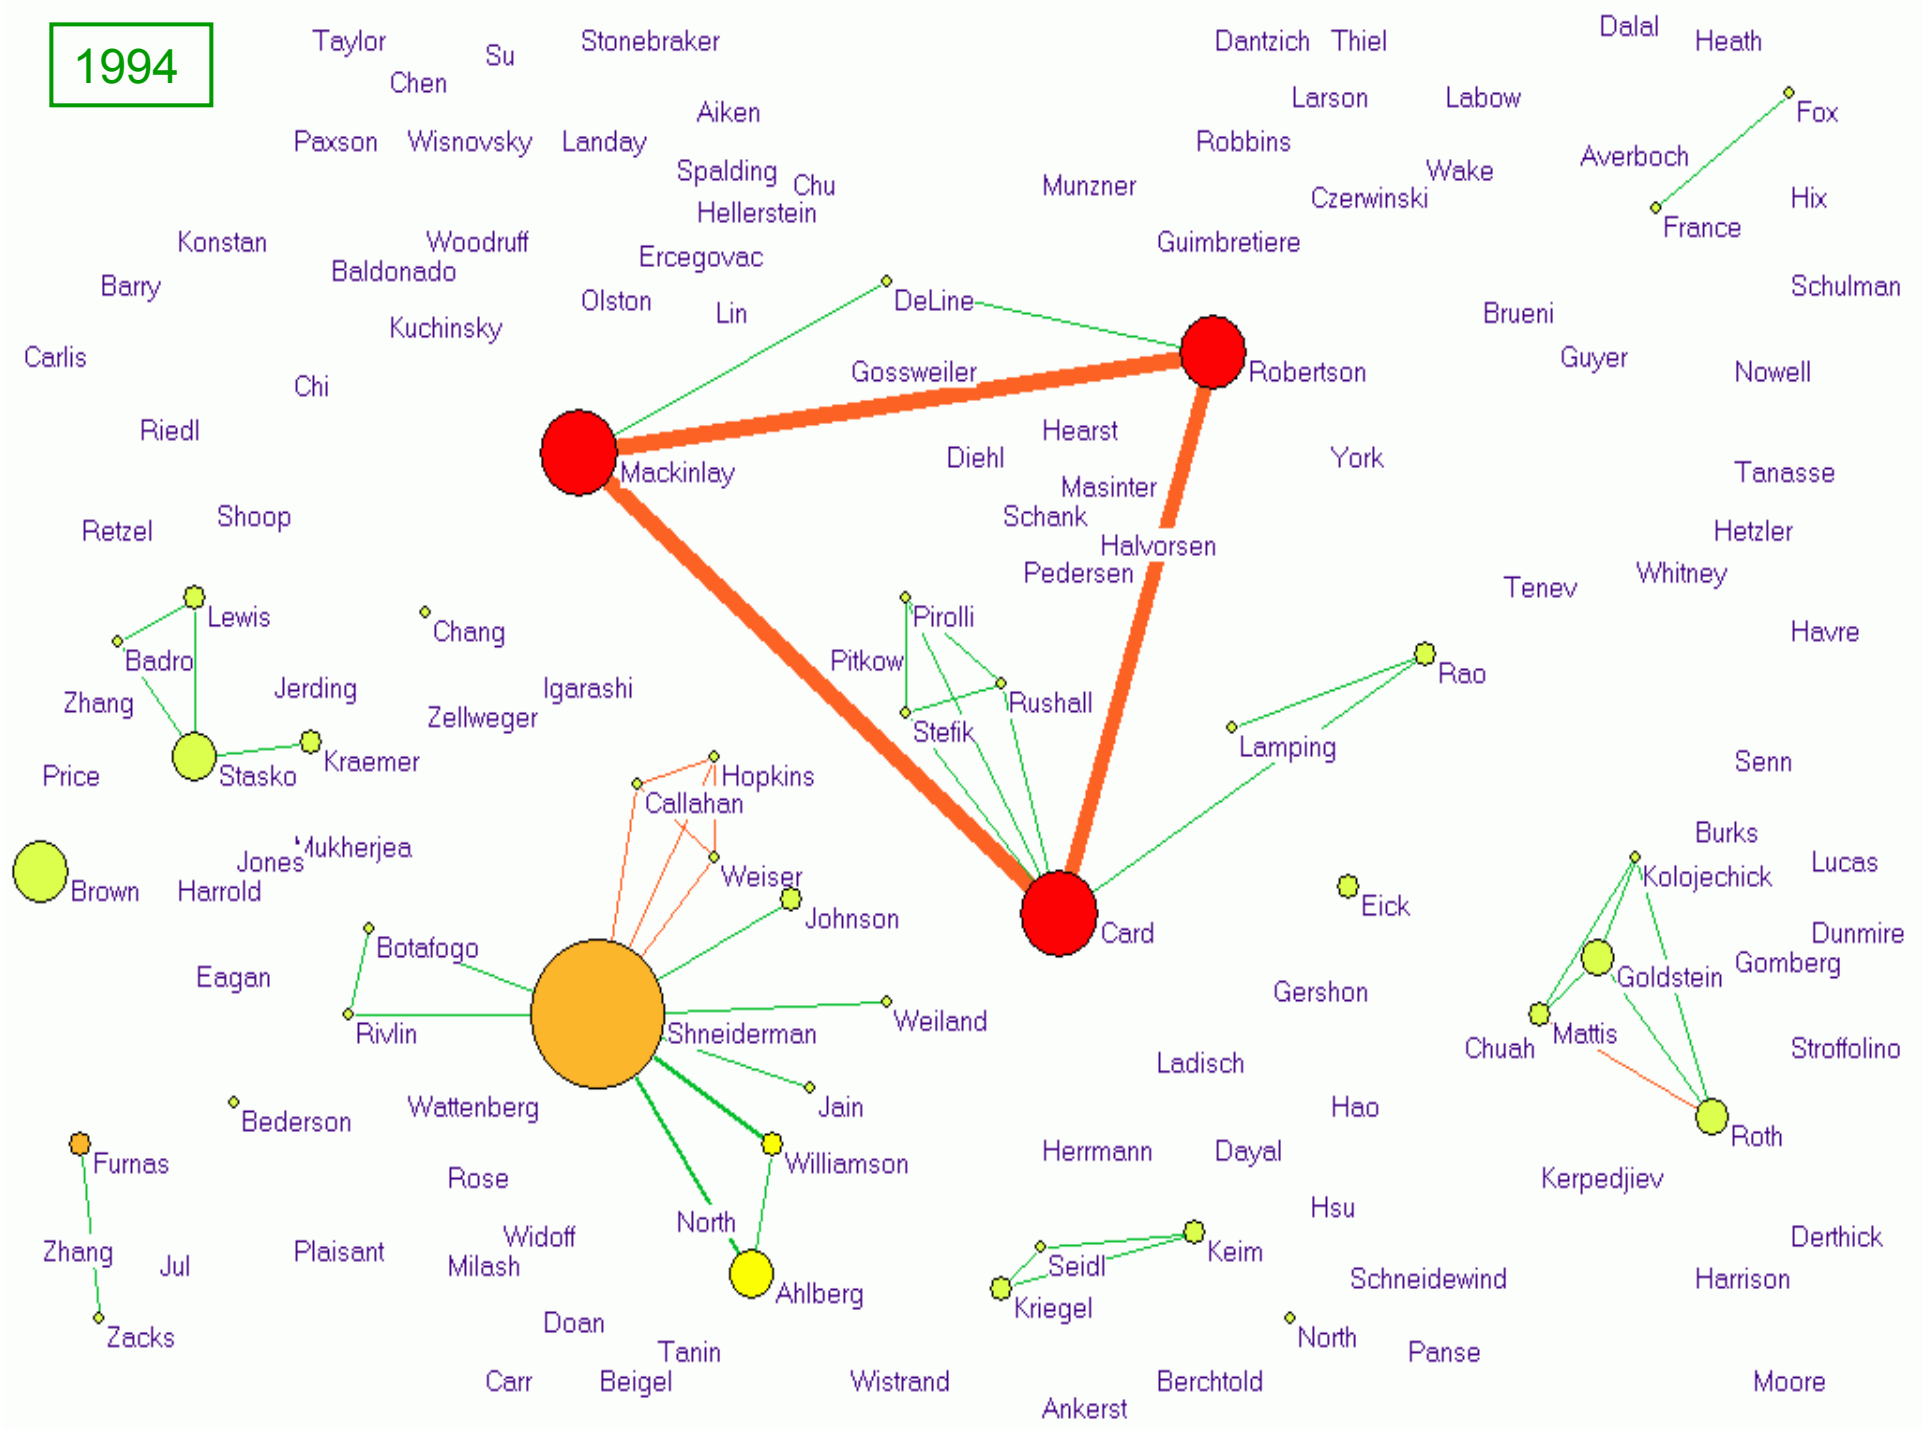 1994
Taylor
Su
Stonebraker
Dantzich
Thiel
Dalal
Heath
Chen
Aiken
Larson
Labow
Fox
Paxson
Wisnovsky
Landay
Robbins
Averboch
Spalding
Chu
Munzner
Wake
Czerwinski
Hix
Hellerstein
France
Konstan
Woodruff
Ercegovac
Guimbretiere
Barry
Baldonado
Olston
Lin
DeLine
Brueni
Schulman
Kuchinsky
Carlis
Chi
Gossweiler
Robertson
Guyer
Nowell
Riedl
Mackinlay
Hearst
Diehl
York
Masinter
Tanasse
Retzel
Shoop
Schank
Halvorsen
Hetzler
Pedersen
Tenev
Whitney
Lewis
Chang
Pirolli
Havre
Badro
Pitkow
Rao
Zhang
Jerding
Igarashi
Rushall
Zellweger
Stefik
Lamping
Price
Stasko
Kraemer
Hopkins
Senn
Callahan
Jones
Mukherjea
Burks
Brown
Harrold
Weiser
Kolojechick
Lucas
Johnson
Card
Eick
Dunmire
Botafogo
Eagan
Goldstein
Gomberg
Gershon
Rivlin
Shneiderman
Weiland
Chuah
Mattis
Stroffolino
Ladisch
Bederson
Wattenberg
Jain
Hao
Roth
Furnas
Rose
Williamson
Herrmann
Dayal
Kerpedjiev
North
Hsu
Zhang
Jul
Plaisant
Widoff
Milash
Seidl
Keim
Derthick
Ahlberg
Kriegel
Schneidewind
Harrison
Zacks
Doan
Tanin
North
Panse
Carr
Beigel
Wistrand
Berchtold
Moore
Ankerst